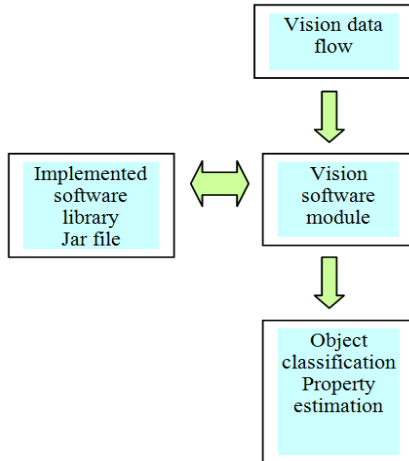 Vision data
flow
Implemented
software
library
Jar file
Vision
software
module
Object
classification
Property
estimation